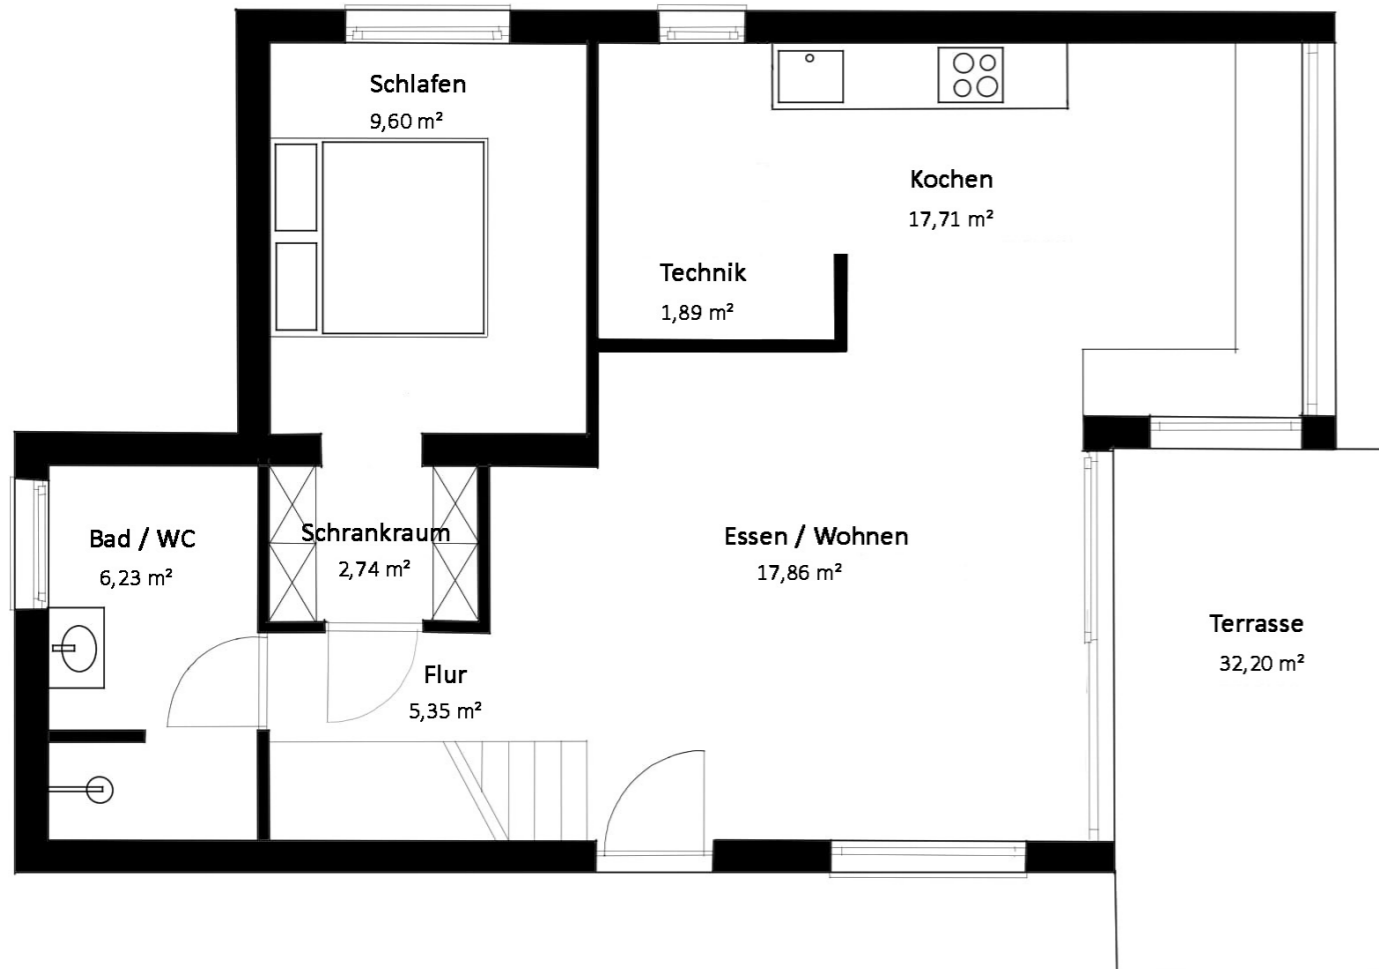 Schlafen
9,60 m²
Kochen
17,71 m²
Technik
1,89 m²
Bad / WC
6,23 m²
Schrankraum
2,74 m²
Essen / Wohnen
17,86 m²
Flur
5,35 m²
Terrasse
32,20 m²